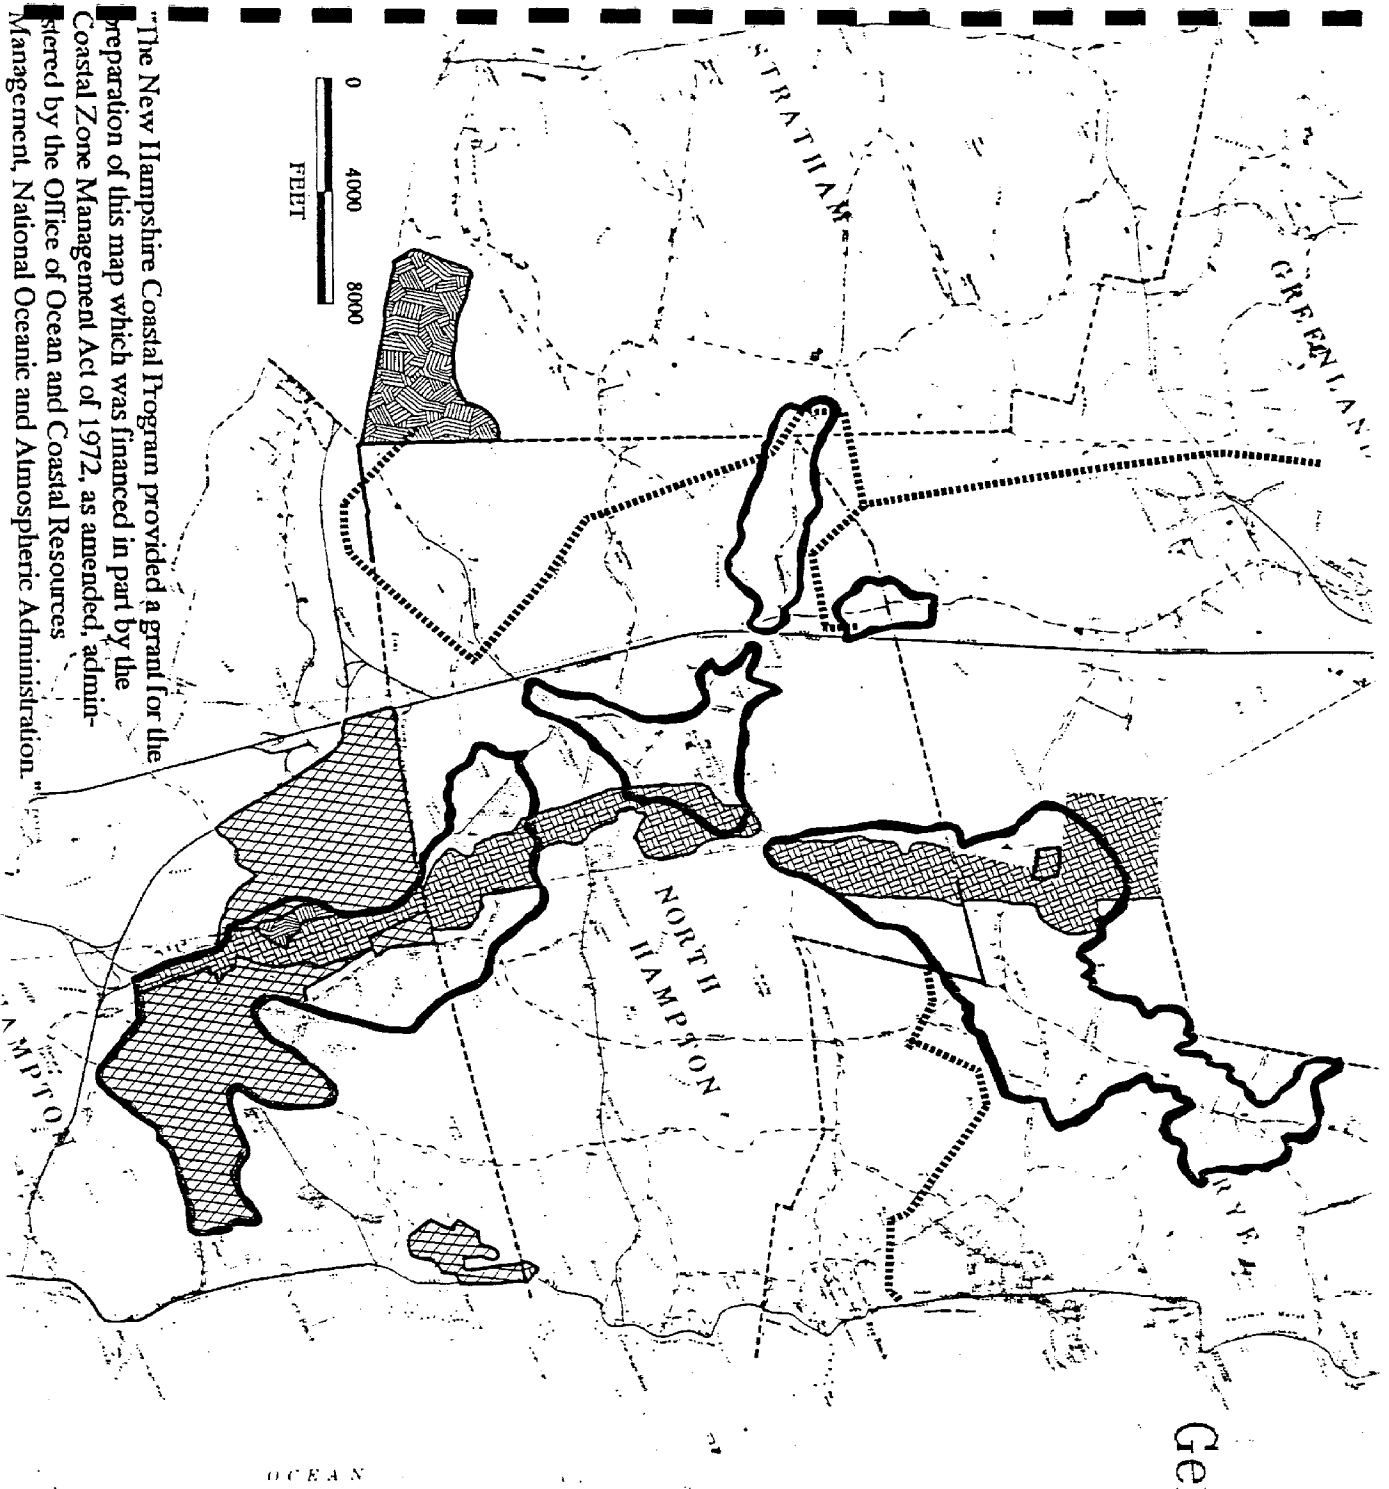 "The New Hampshire Coastal Program provided a grant for the
preparation of this map which was financed in part by the
Coastal Zone Management Act of 1972, as amended, admin-
stered by the Office of Ocean and Coastal Resources
Management, National Oceanic and Atmospheric Administration."
0 4000 8000
FEET
STRATHAM
GREENLAN
NORTH
HAMPTON
AMPTON
RYE
OCEAN
Ge